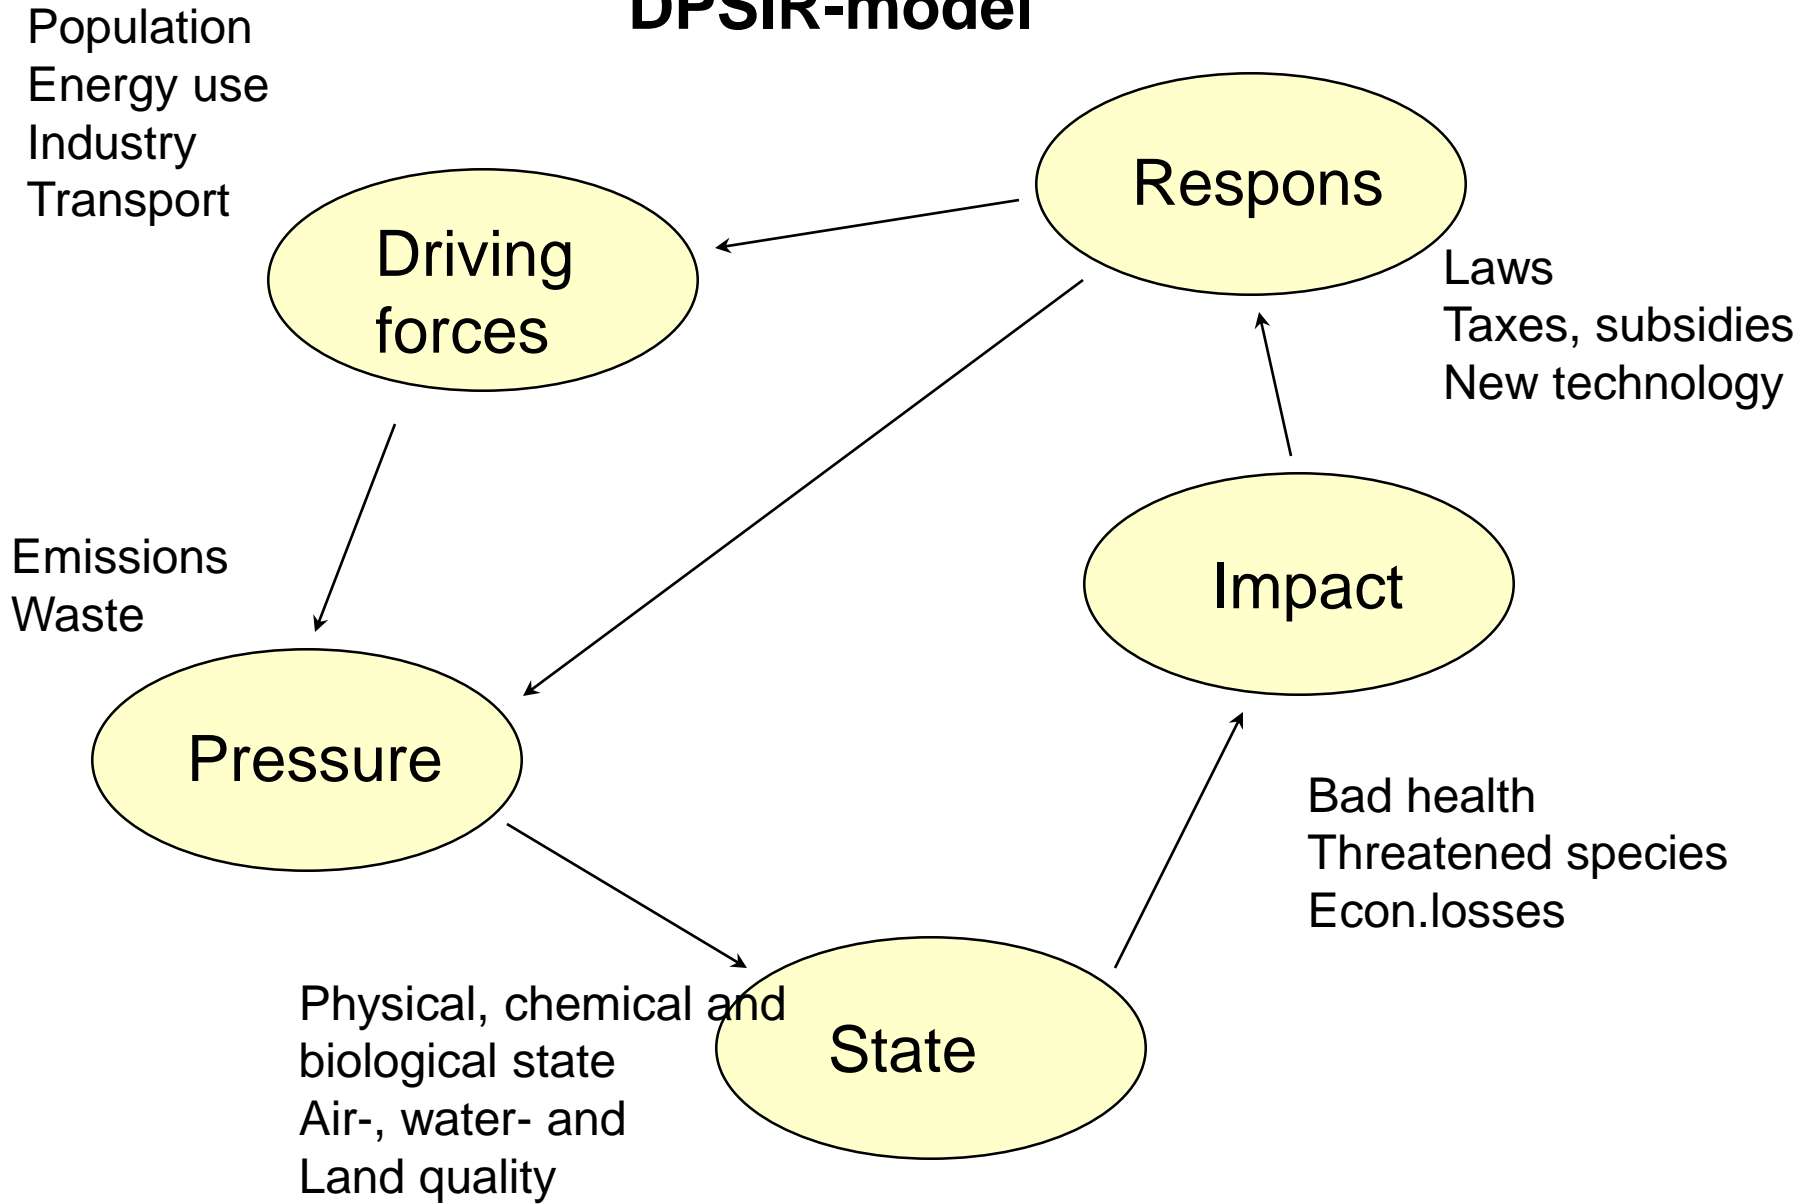 DPSIR-model
Population
Energy use
Industry
Transport
Driving
forces
Respons
Laws
Taxes, subsidies
New technology
Emissions
Waste
Impact
Pressure
Bad health
Threatened species
Econ.losses
Physical, chemical and
biological state
Air-, water- and
Land quality
State